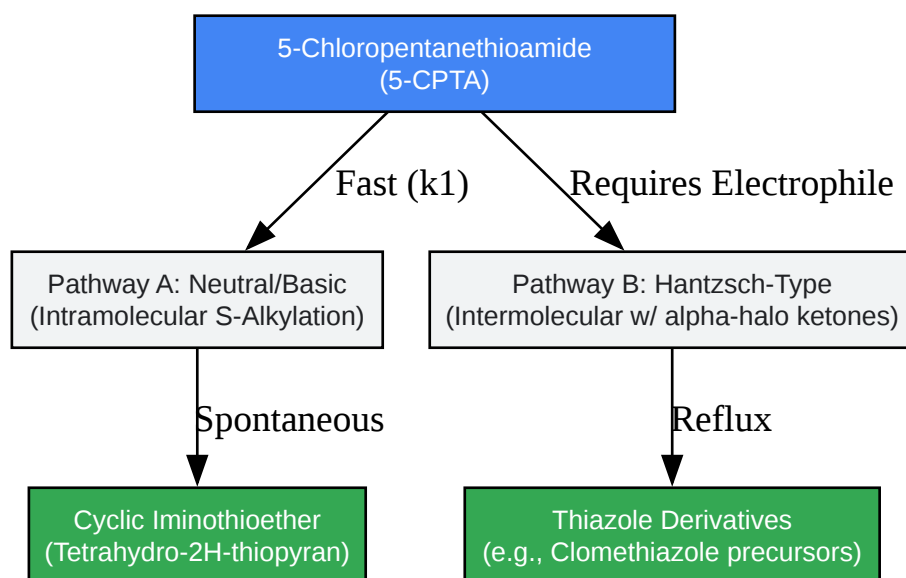 5-Chloropentanethioamide
(5-CPTA)
Fast (k1)
Requires Electrophile
Pathway A: Neutral/Basic
(Intramolecular S-Alkylation)
Pathway B: Hantzsch-Type
(Intermolecular w/ alpha-halo ketones)
Spontaneous
Reflux
Cyclic Iminothioether
(Tetrahydro-2H-thiopyran)
Thiazole Derivatives
(e.g., Clomethiazole precursors)